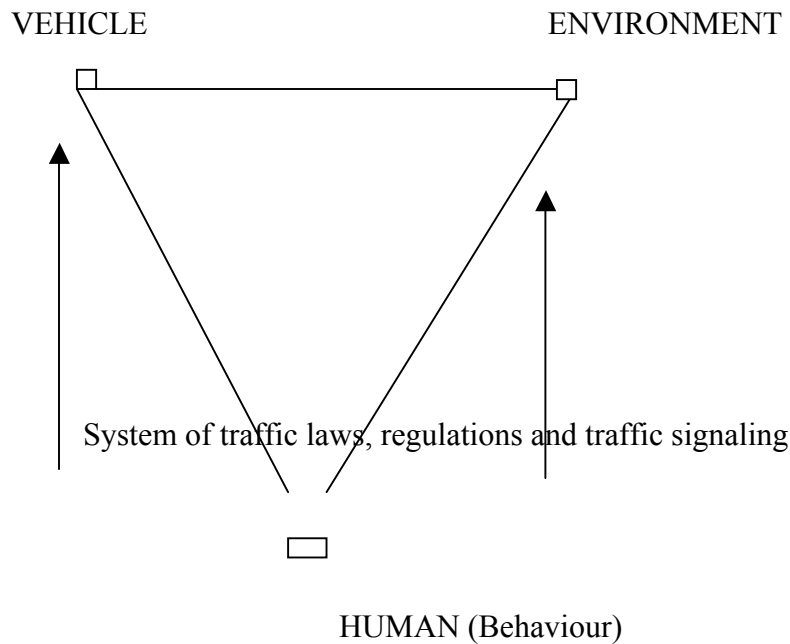 VEHICLE ENVIRONMENT
System of traffic laws, regulations and traffic signaling
HUMAN (Behaviour)